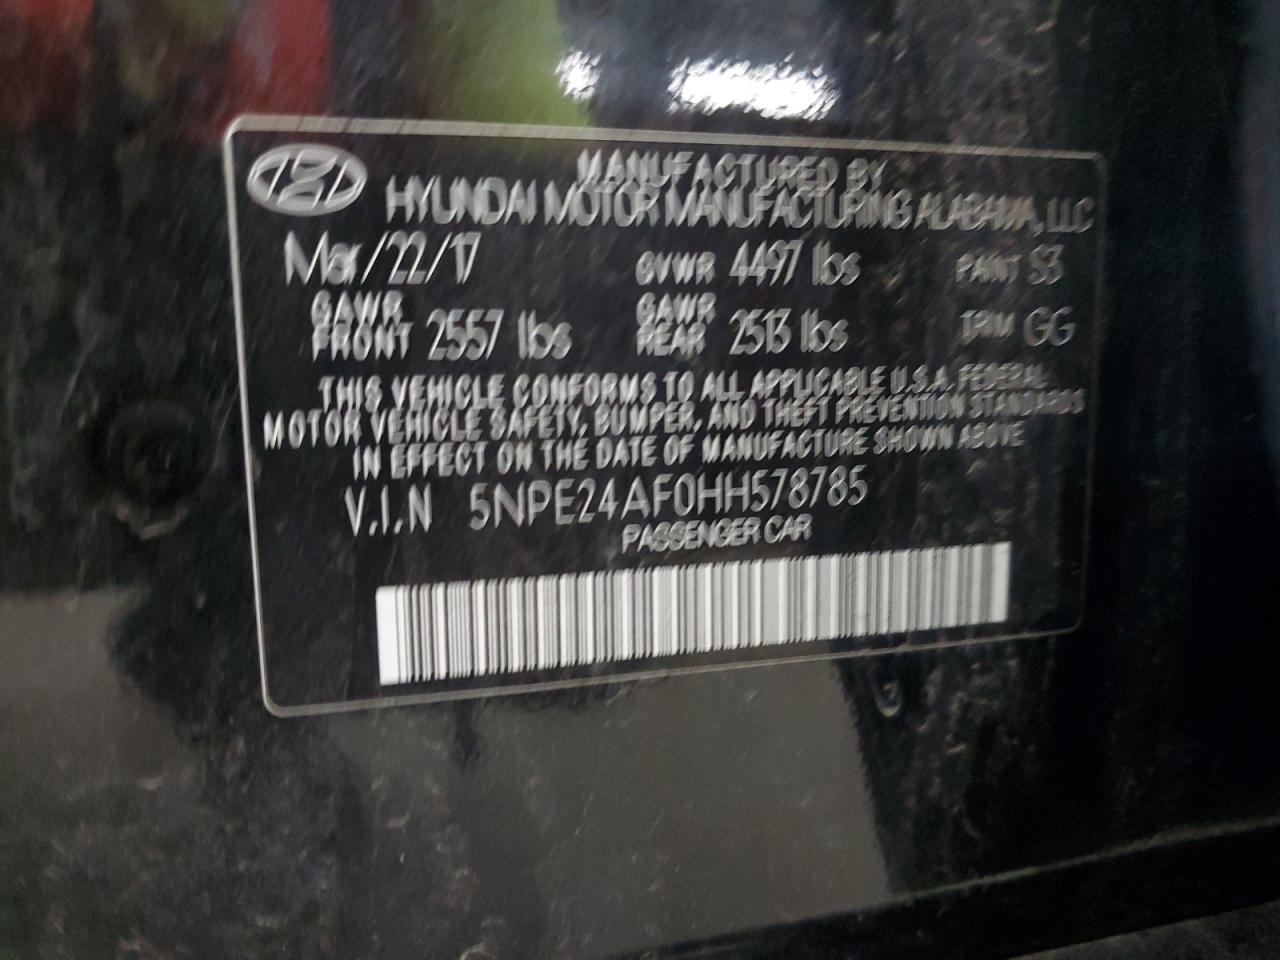 MANUFACTURED BY
HYUNDAI MOTOR MANUFACTURING ALABAMA, LLC
Mar/22/17 GVWR 4497 lbs PAINT S3
GAWR FRONT 2557 lbs GAWR REAR 2513 lbs TRIM GG
THIS VEHICLE CONFORMS TO ALL APPLICABLE U.S.A. FEDERAL
MOTOR VEHICLE SAFETY, BUMPER, AND THEFT PREVENTION STANDARDS
IN EFFECT ON THE DATE OF MANUFACTURE SHOWN ABOVE
V.I.N 5NPE24AF0HH578785
PASSENGER CAR